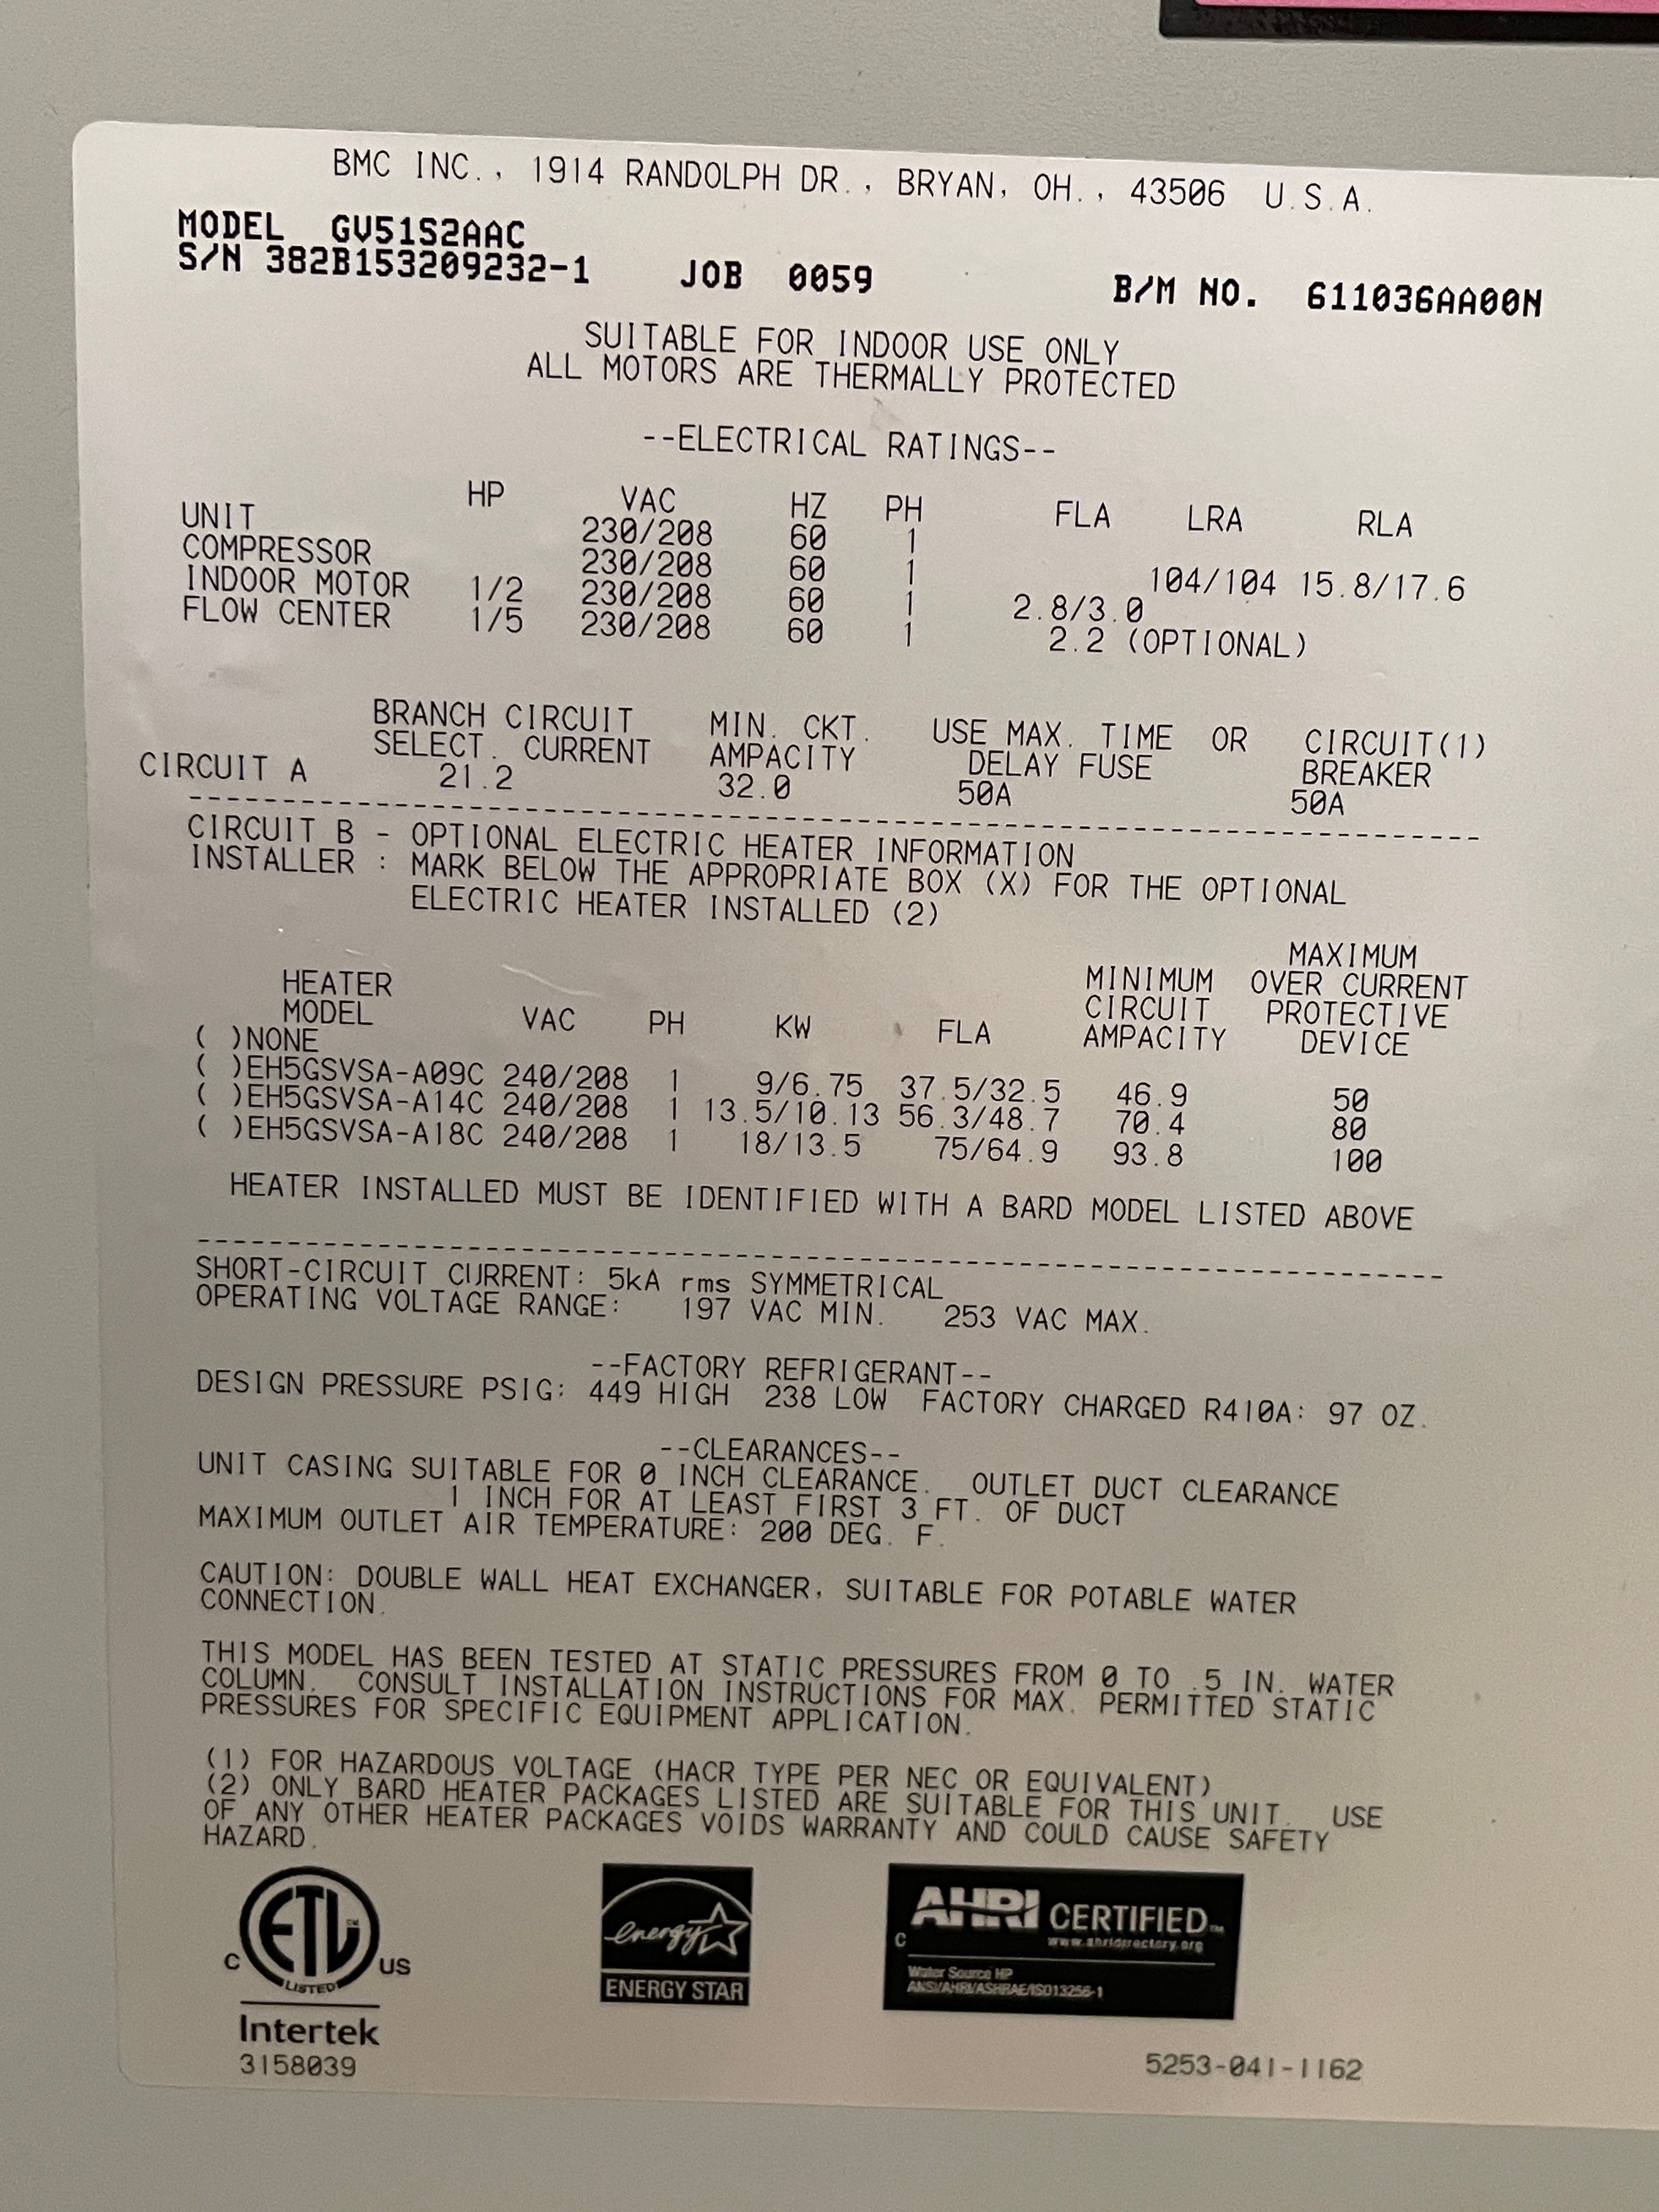 BMC INC., 1914 RANDOLPH DR., BRYAN, OH., 43506 U.S.A.
MODEL GV51S2AAC
S/N 382B153209232-1 JOB 0059 B/M NO. 611036AA00N
SUITABLE FOR INDOOR USE ONLY
ALL MOTORS ARE THERMALLY PROTECTED
--ELECTRICAL RATINGS--
HP VAC HZ PH FLA LRA RLA
UNIT 230/208 60 1
COMPRESSOR 230/208 60 1 104/104 15.8/17.6
INDOOR MOTOR 1/2 230/208 60 1 2.8/3.0
FLOW CENTER 1/5 230/208 60 1 2.2 (OPTIONAL)
BRANCH CIRCUIT MIN. CKT. USE MAX. TIME OR CIRCUIT(1)
SELECT. CURRENT AMPACITY DELAY FUSE BREAKER
CIRCUIT A 21.2 32.0 50A 50A
CIRCUIT B - OPTIONAL ELECTRIC HEATER INFORMATION
INSTALLER : MARK BELOW THE APPROPRIATE BOX (X) FOR THE OPTIONAL
ELECTRIC HEATER INSTALLED (2)
MAXIMUM
HEATER MINIMUM OVER CURRENT
MODEL CIRCUIT PROTECTIVE
VAC PH KW FLA AMPACITY DEVICE
( )NONE
( )EH5GSVSA-A09C 240/208 1 9/6.75 37.5/32.5 46.9 50
( )EH5GSVSA-A14C 240/208 1 13.5/10.13 56.3/48.7 70.4 80
( )EH5GSVSA-A18C 240/208 1 18/13.5 75/64.9 93.8 100
HEATER INSTALLED MUST BE IDENTIFIED WITH A BARD MODEL LISTED ABOVE
SHORT-CIRCUIT CURRENT: 5kA rms SYMMETRICAL
OPERATING VOLTAGE RANGE: 197 VAC MIN. 253 VAC MAX.
--FACTORY REFRIGERANT--
DESIGN PRESSURE PSIG: 449 HIGH 238 LOW FACTORY CHARGED R410A: 97 OZ.
--CLEARANCES--
UNIT CASING SUITABLE FOR 0 INCH CLEARANCE. OUTLET DUCT CLEARANCE
1 INCH FOR AT LEAST FIRST 3 FT. OF DUCT
MAXIMUM OUTLET AIR TEMPERATURE: 200 DEG. F.
CAUTION: DOUBLE WALL HEAT EXCHANGER, SUITABLE FOR POTABLE WATER
CONNECTION.
THIS MODEL HAS BEEN TESTED AT STATIC PRESSURES FROM 0 TO .5 IN. WATER
COLUMN. CONSULT INSTALLATION INSTRUCTIONS FOR MAX. PERMITTED STATIC
PRESSURES FOR SPECIFIC EQUIPMENT APPLICATION.
(1) FOR HAZARDOUS VOLTAGE (HACR TYPE PER NEC OR EQUIVALENT)
(2) ONLY BARD HEATER PACKAGES LISTED ARE SUITABLE FOR THIS UNIT. USE
OF ANY OTHER HEATER PACKAGES VOIDS WARRANTY AND COULD CAUSE SAFETY
HAZARD.
C ETL US
LISTED
Intertek
3158039
energy
ENERGY STAR
C AHRI CERTIFIED™
www.ahridirectory.org
Water Source HP
ANSI/AHRI/ASHRAE/ISO13256-1
5253-041-1162